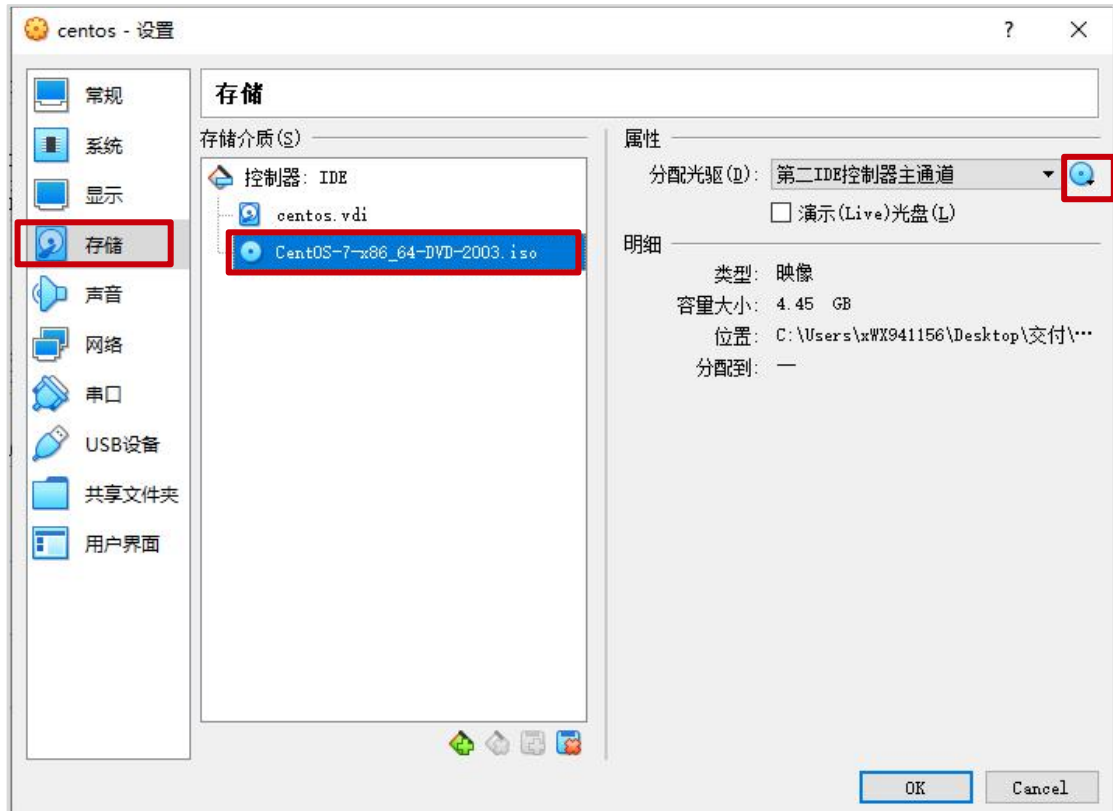 centos - 设置
?
常规
系统
显示
存储
声音
网络
串口
USB设备
共享文件夹
用户界面
存储
存储介质(S)
控制器: IDE
centos.vdi
CentOS-7-x86_64-DVD-2003.iso
属性
分配光驱(D): 第二IDE控制器主通道
演示(Live)光盘(L)
明细
类型: 映像
容量大小: 4.45 GB
位置: C:\Users\xWX941156\Desktop\交付\···
分配到: —
OK Cancel